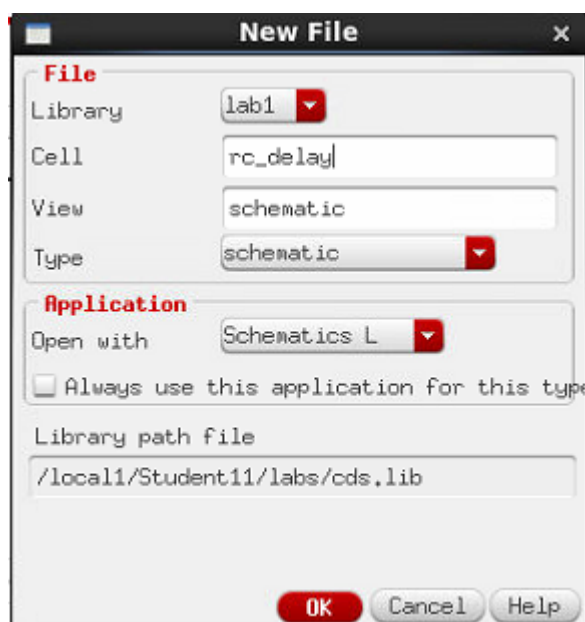 New File
File
Library lab1
Cell rc_delay
View schematic
Type schematic
Application
Open with Schematics L
Always use this application for this type
Library path file
/local1/Student11/labs/cds.lib
OK Cancel Help